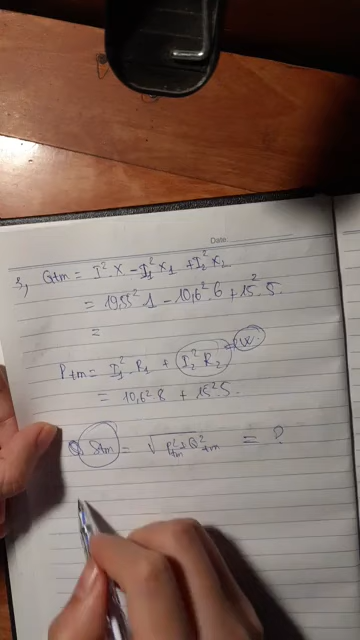 Date
3, Qtm = I² X - I₁² X₁ + I₂² X₂
= 19,55² 1 - 10,6² 6 + 15² 5
=
Ptm = I₁² . R₁ + I₂² R₂ W.
= 10,6² 8 + 15² 5.
Stm = √P²tm + Q²tm = ?